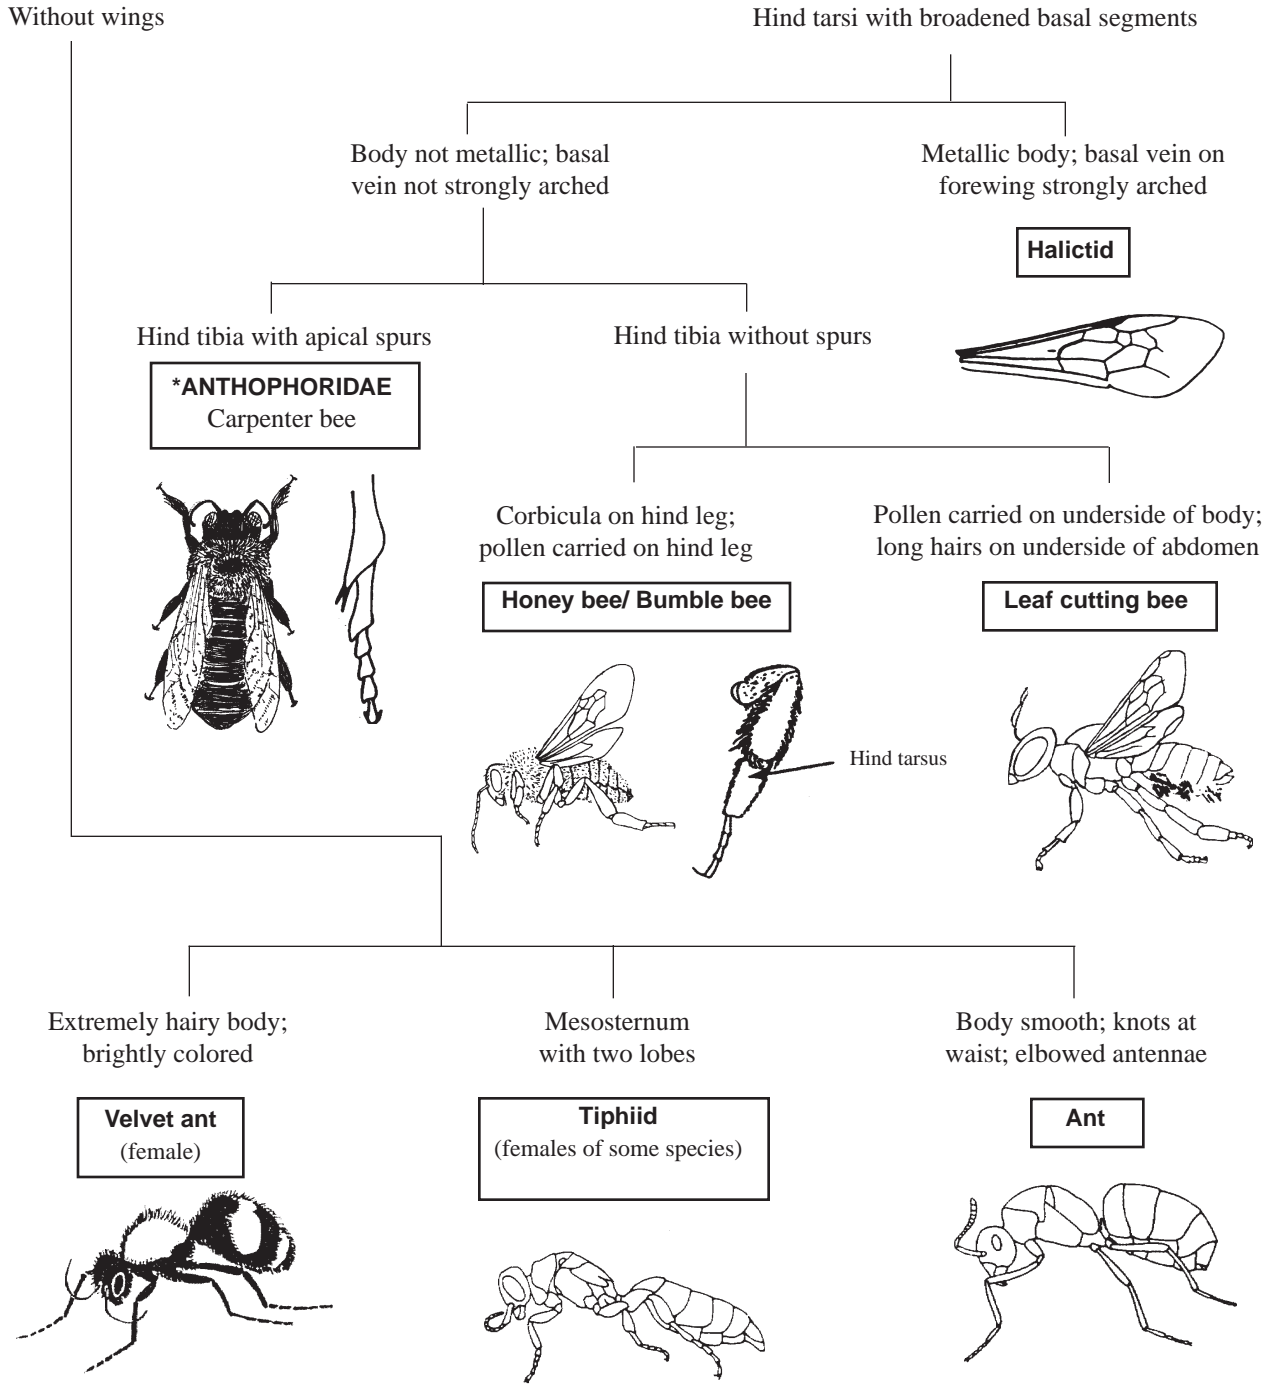 Without wings
Hind tarsi with broadened basal segments
Body not metallic; basal
vein not strongly arched
Metallic body; basal vein on
forewing strongly arched
Halictid
Hind tibia with apical spurs
*ANTHOPHORIDAE
Carpenter bee
Hind tibia without spurs
Corbicula on hind leg;
pollen carried on hind leg
Honey bee/ Bumble bee
Pollen carried on underside of body;
long hairs on underside of abdomen
Leaf cutting bee
Hind tarsus
Extremely hairy body;
brightly colored
Velvet ant
(female)
Mesosternum
with two lobes
Tiphiid
(females of some species)
Body smooth; knots at
waist; elbowed antennae
Ant